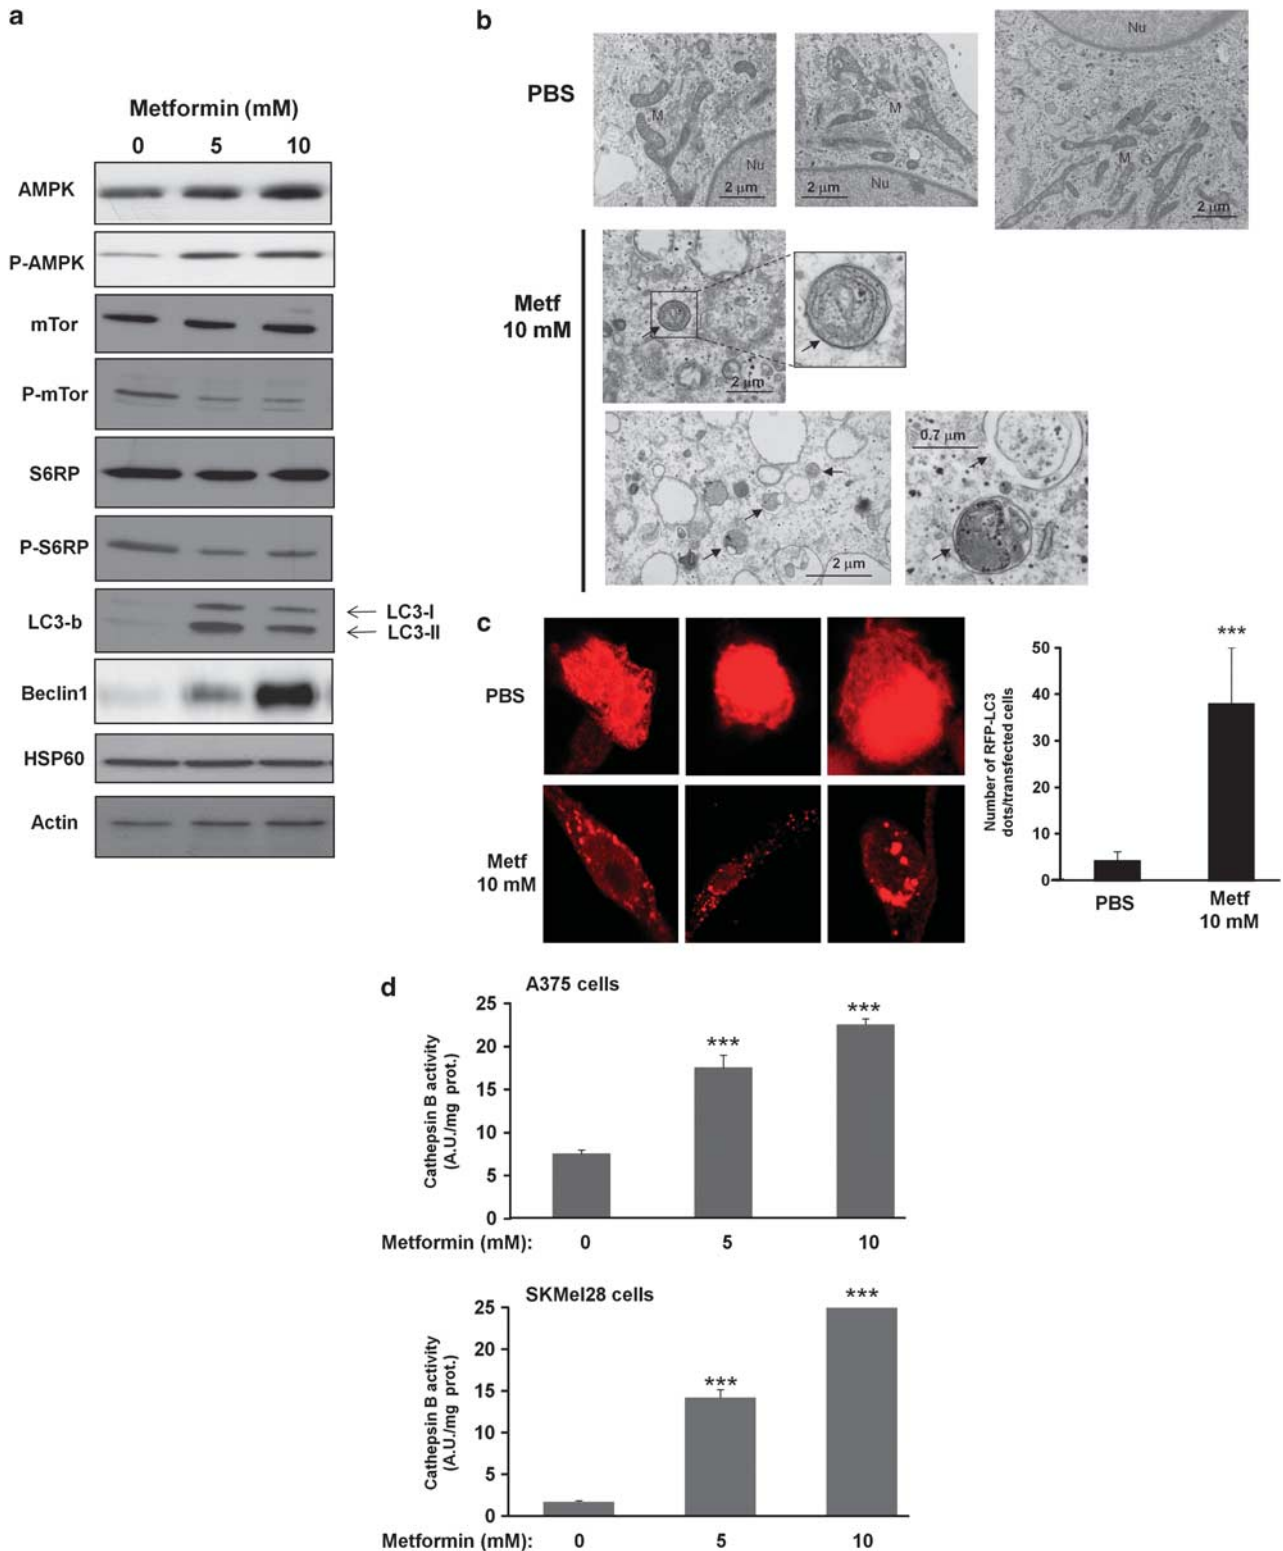 a
Metformin (mM)
0 5 10
AMPK
P-AMPK
mTor
P-mTor
S6RP
P-S6RP
LC3-b
LC3-I
LC3-II
Beclin1
HSP60
Actin
b
PBS
M
Nu
2 μm
M
Nu
2 μm
Nu
M
2 μm
Metf
10 mM
2 μm
2 μm
0.7 μm
c
PBS
Metf
10 mM
Number of RFP-LC3
dots/transfected cells
50
40
30
20
10
0
***
PBS
Metf
10 mM
d
A375 cells
Cathepsin B activity
(A.U./mg prot.)
25
20
15
10
5
0
***
***
Metformin (mM): 0 5 10
SKMel28 cells
Cathepsin B activity
(A.U./mg prot.)
25
20
15
10
5
0
***
***
Metformin (mM): 0 5 10